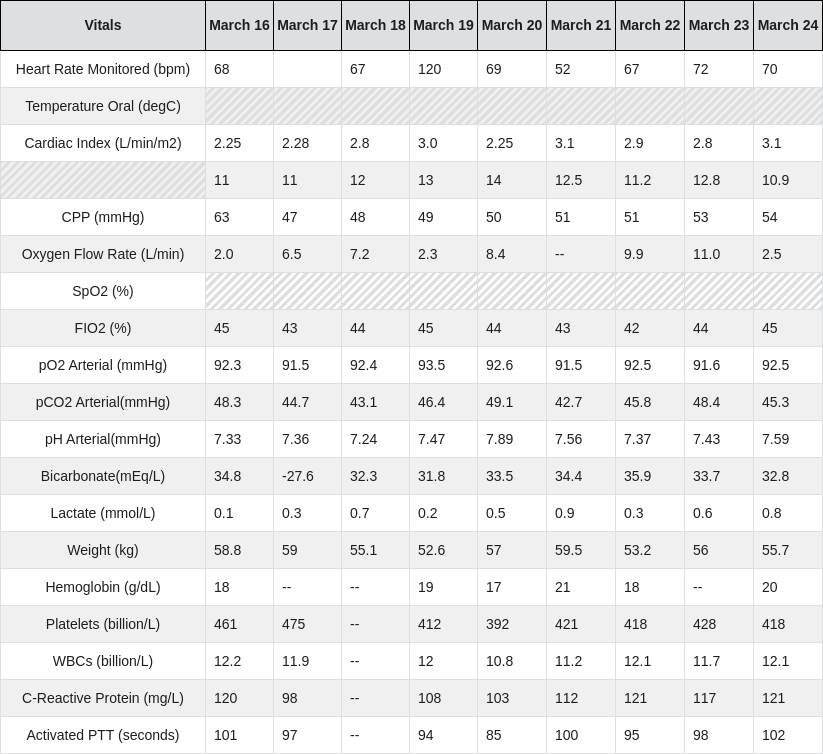 Vitals March 16 March 17 March 18 March 19 March 20 March 21 March 22 March 23 March 24
Heart Rate Monitored (bpm) 68 67 120 69 52 67 72 70
Temperature Oral (degC)
Cardiac Index (L/min/m2) 2.25 2.28 2.8 3.0 2.25 3.1 2.9 2.8 3.1
11 11 12 13 14 12.5 11.2 12.8 10.9
CPP (mmHg) 63 47 48 49 50 51 51 53 54
Oxygen Flow Rate (L/min) 2.0 6.5 7.2 2.3 8.4 -- 9.9 11.0 2.5
SpO2 (%)
FIO2 (%) 45 43 44 45 44 43 42 44 45
pO2 Arterial (mmHg) 92.3 91.5 92.4 93.5 92.6 91.5 92.5 91.6 92.5
pCO2 Arterial(mmHg) 48.3 44.7 43.1 46.4 49.1 42.7 45.8 48.4 45.3
pH Arterial(mmHg) 7.33 7.36 7.24 7.47 7.89 7.56 7.37 7.43 7.59
Bicarbonate(mEq/L) 34.8 -27.6 32.3 31.8 33.5 34.4 35.9 33.7 32.8
Lactate (mmol/L) 0.1 0.3 0.7 0.2 0.5 0.9 0.3 0.6 0.8
Weight (kg) 58.8 59 55.1 52.6 57 59.5 53.2 56 55.7
Hemoglobin (g/dL) 18 -- -- 19 17 21 18 -- 20
Platelets (billion/L) 461 475 -- 412 392 421 418 428 418
WBCs (billion/L) 12.2 11.9 -- 12 10.8 11.2 12.1 11.7 12.1
C-Reactive Protein (mg/L) 120 98 -- 108 103 112 121 117 121
Activated PTT (seconds) 101 97 -- 94 85 100 95 98 102